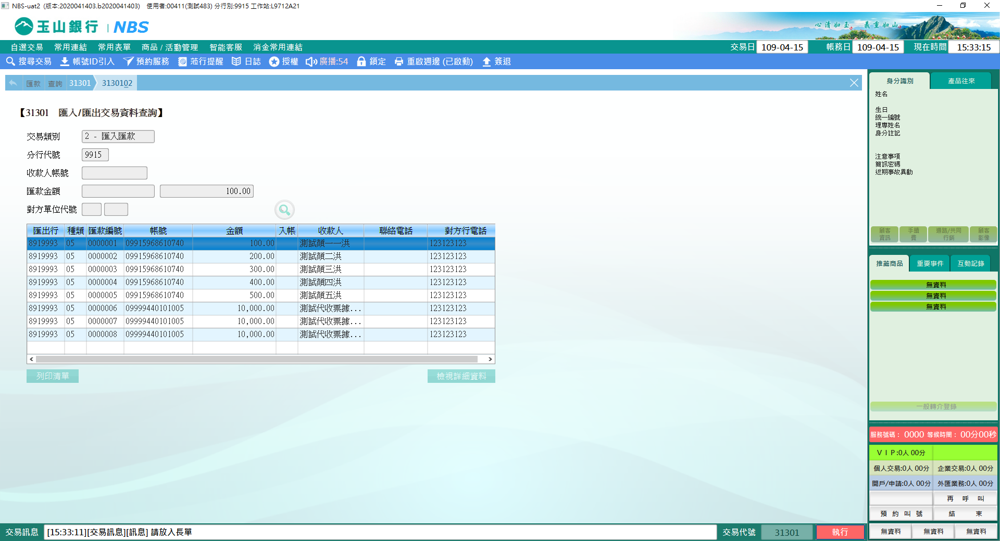 NBS-uat2 (版本:2020041403.b2020041403) 使用者:00411(測試483) 分行別:9915 工作站:L9712A21
玉山銀行 | NBS
心清如玉 義重如山
自選交易 常用連結 常用表單 商品 / 活動管理 智能客服 消金常用連結 交易日 109-04-15 帳務日 109-04-15 現在時間 15:33:15
搜尋交易 帳號ID引入 預約服務 蒞行提醒 日誌 授權 廣播:54 鎖定 重啟週邊 (已啟動) 簽退
匯款 查詢 31301 3130102
【31301 匯入/匯出交易資料查詢】
交易類別 2 - 匯入匯款
分行代號 9915
收款人帳號
匯款金額 100.00
對方單位代號
匯出行 種類 匯款編號 帳號 金額 入帳 收款人 聯絡電話 對方行電話
8919993 05 0000001 09915968610740 100.00 測試顏一一洪 123123123
8919993 05 0000002 09915968610740 200.00 測試顏二洪 123123123
8919993 05 0000003 09915968610740 300.00 測試顏三洪 123123123
8919993 05 0000004 09915968610740 400.00 測試顏四洪 123123123
8919993 05 0000005 09915968610740 500.00 測試顏五洪 123123123
8919993 05 0000006 09999440101005 10,000.00 測試代收票據... 123123123
8919993 05 0000007 09999440101005 10,000.00 測試代收票據... 123123123
8919993 05 0000008 09999440101005 10,000.00 測試代收票據... 123123123
列印清單 檢視詳細資料
身分識別 產品往來
姓名
生日
統一編號
理專姓名
身分註記
注意事項
簡訊密碼
近期事故異動
顧客資訊 手續費 通路/共同行銷 顧客影像
推薦商品 重要事件 互動記錄
無資料
無資料
無資料
一般轉介登錄
服務號碼： 0000 等候時間： 00分00秒
ＶＩＰ:0人 00分
個人交易:0人 00分 企業交易:0人 00分
開戶/申請:0人 00分 外匯業務:0人 00分
再 呼 叫
預 約 叫 號 結 束
無資料 無資料 無資料
交易訊息 [15:33:11][交易訊息][訊息] 請放入長單 交易代號 31301 執行